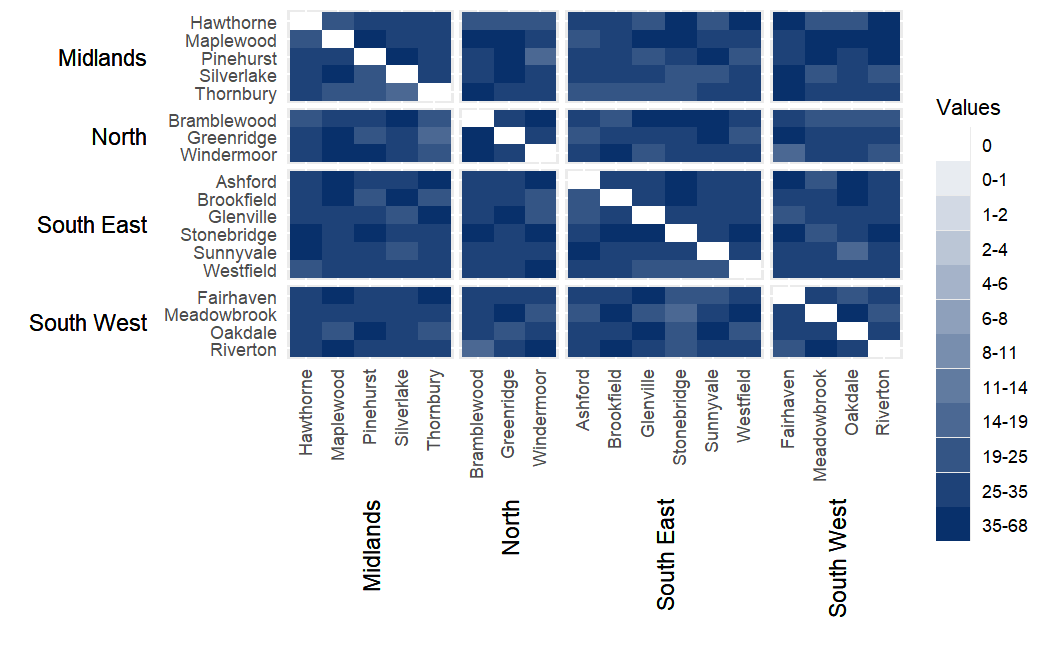 Midlands
Hawthorne
Maplewood
Pinehurst
Silverlake
Thornbury
North
Bramblewood
Greenridge
Windermoor
South East
Ashford
Brookfield
Glenville
Stonebridge
Sunnyvale
Westfield
South West
Fairhaven
Meadowbrook
Oakdale
Riverton
Hawthorne
Maplewood
Pinehurst
Silverlake
Thornbury
Bramblewood
Greenridge
Windermoor
Ashford
Brookfield
Glenville
Stonebridge
Sunnyvale
Westfield
Fairhaven
Meadowbrook
Oakdale
Riverton
Midlands
North
South East
South West
Values
0
0-1
1-2
2-4
4-6
6-8
8-11
11-14
14-19
19-25
25-35
35-68